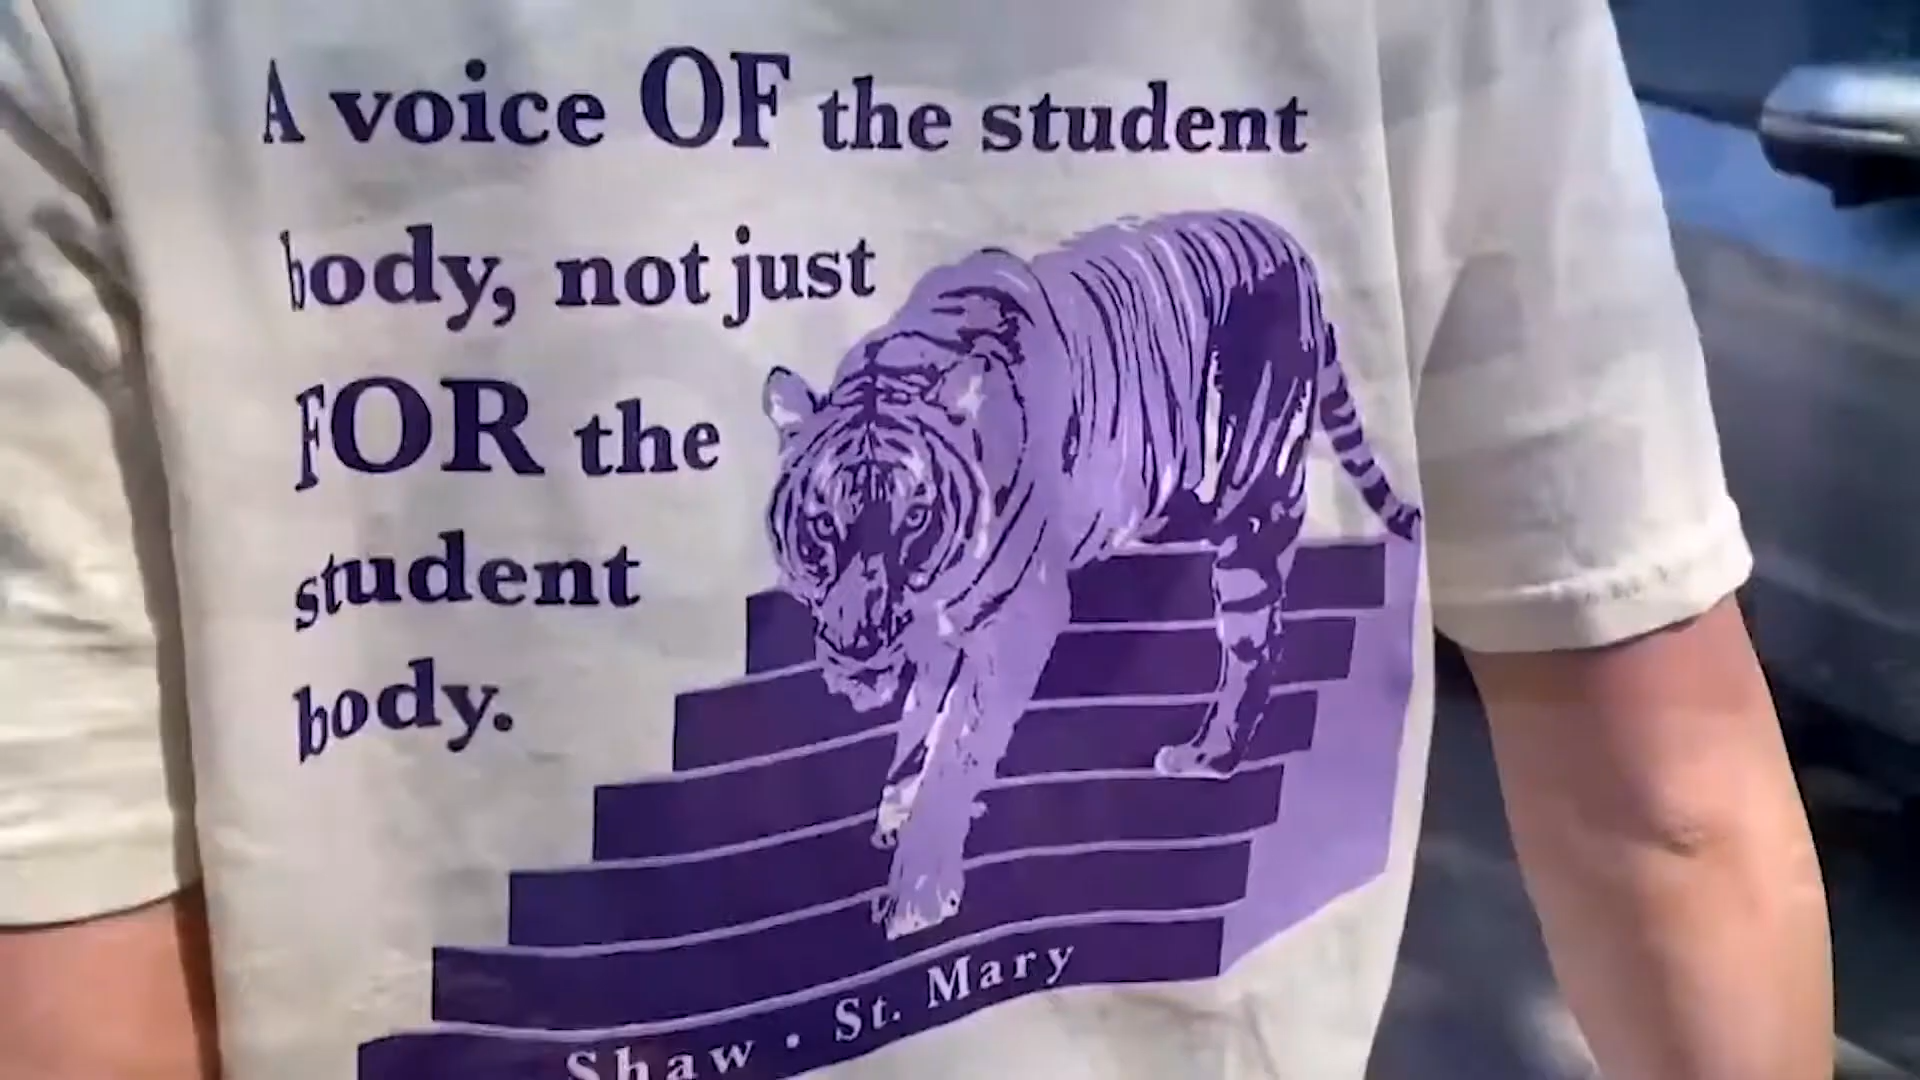 A voice OF the student
body, not just
FOR the
student
body.
Shaw • St. Mary